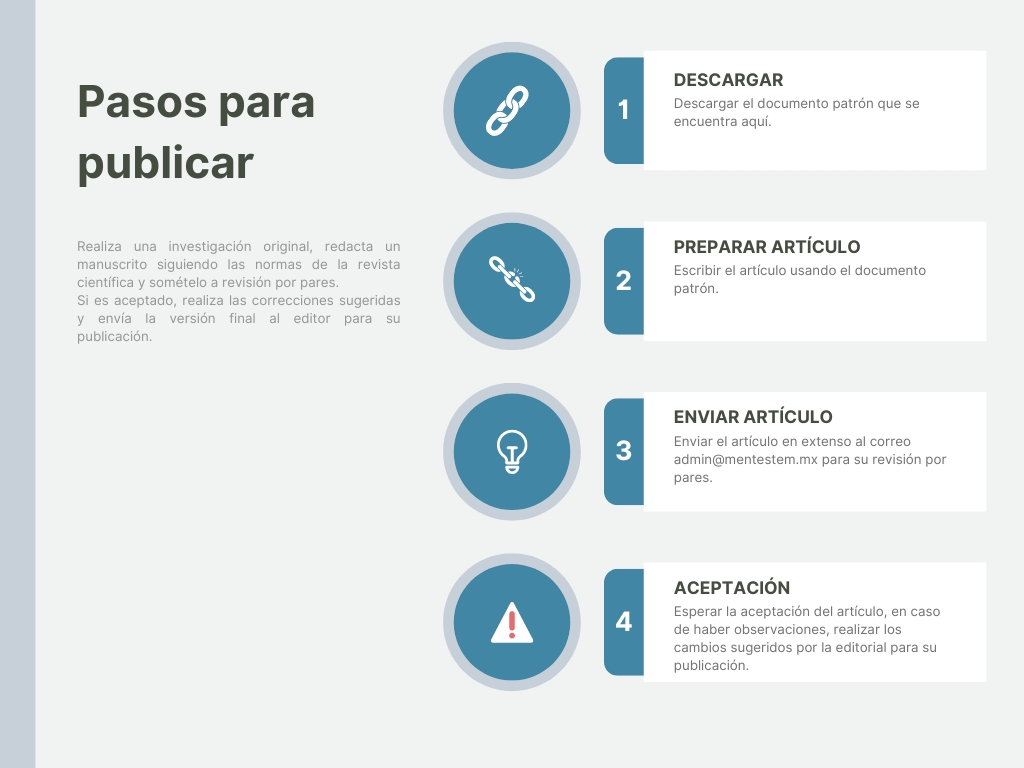 Pasos para
publicar
Realiza una investigación original, redacta un
manuscrito siguiendo las normas de la revista
científica y somételo a revisión por pares.
Si es aceptado, realiza las correcciones sugeridas
y envía la versión final al editor para su
publicación.
1
DESCARGAR
Descargar el documento patrón que se
encuentra aquí.
2
PREPARAR ARTÍCULO
Escribir el artículo usando el documento
patrón.
3
ENVIAR ARTÍCULO
Enviar el artículo en extenso al correo
admin@mentestem.mx para su revisión por
pares.
4
ACEPTACIÓN
Esperar la aceptación del artículo, en caso
de haber observaciones, realizar los
cambios sugeridos por la editorial para su
publicación.